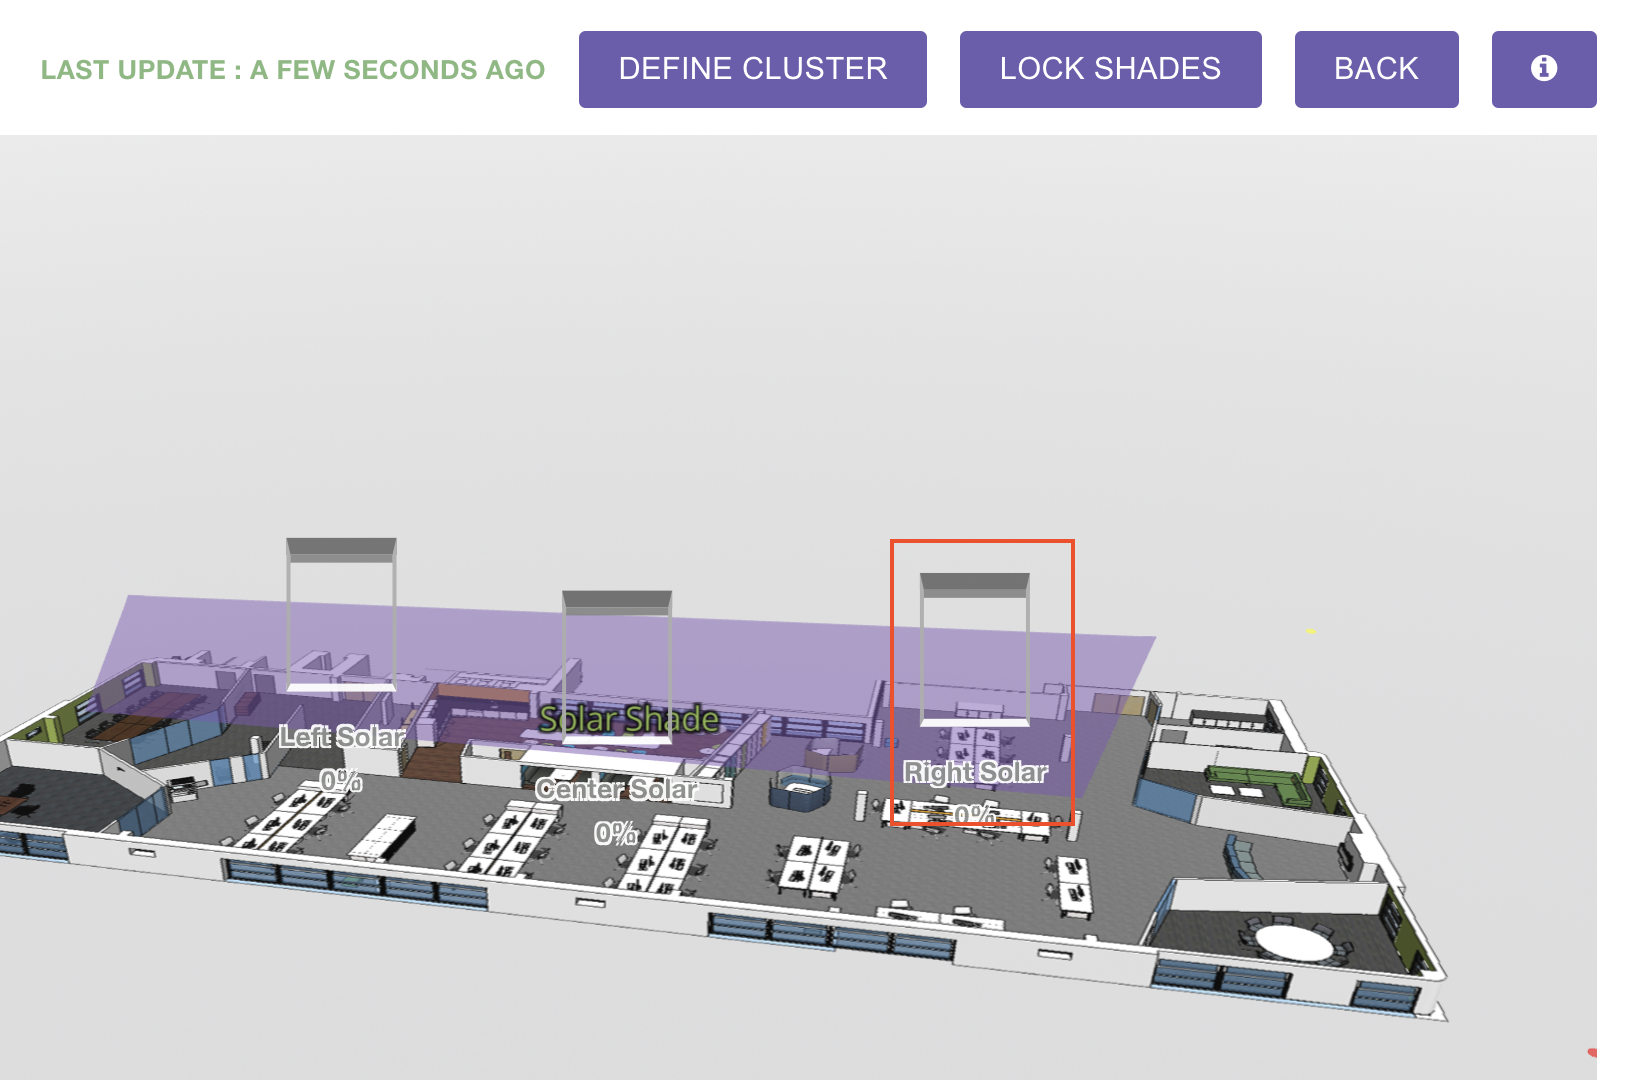 LAST UPDATE : A FEW SECONDS AGO
DEFINE CLUSTER
LOCK SHADES
BACK
Solar Shade
Left Solar
0%
Center Solar
0%
Right Solar
0%